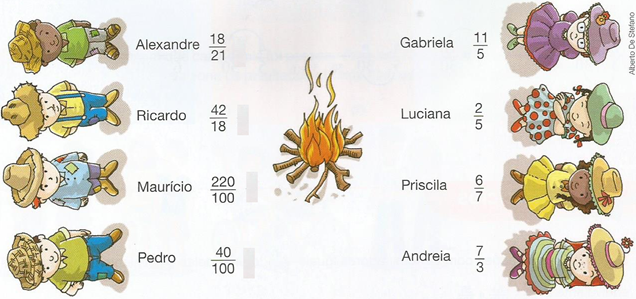 Alexandre 18/21
Ricardo 42/18
Maurício 220/100
Pedro 40/100
Gabriela 11/5
Luciana 2/5
Priscila 6/7
Andreia 7/3
Alberto De Stefano